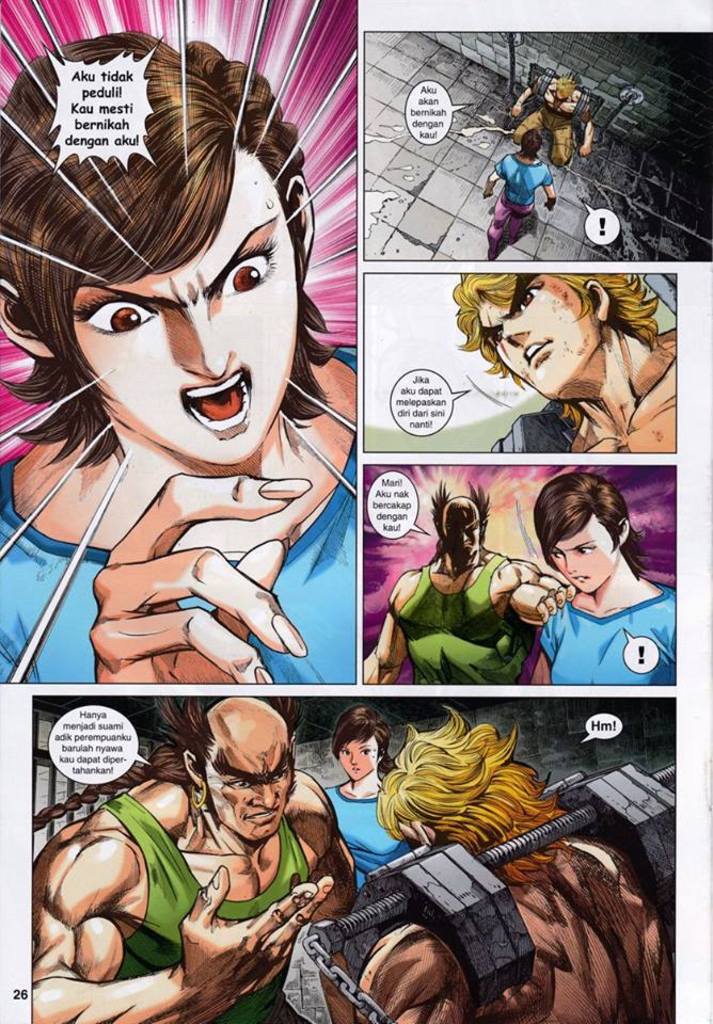 Aku tidak
peduli!
Kau mesti
bernikah
dengan aku!
Aku
akan
bernikah
dengan
kau!
!
Jika
aku dapat
melepaskan
diri dari sini
nanti!
Mari!
Aku nak
bercakap
dengan
kau!
!
Hanya
menjadi suami
adik perempuanku
barulah nyawa
kau dapat diper-
tahankan!
Hm!
26